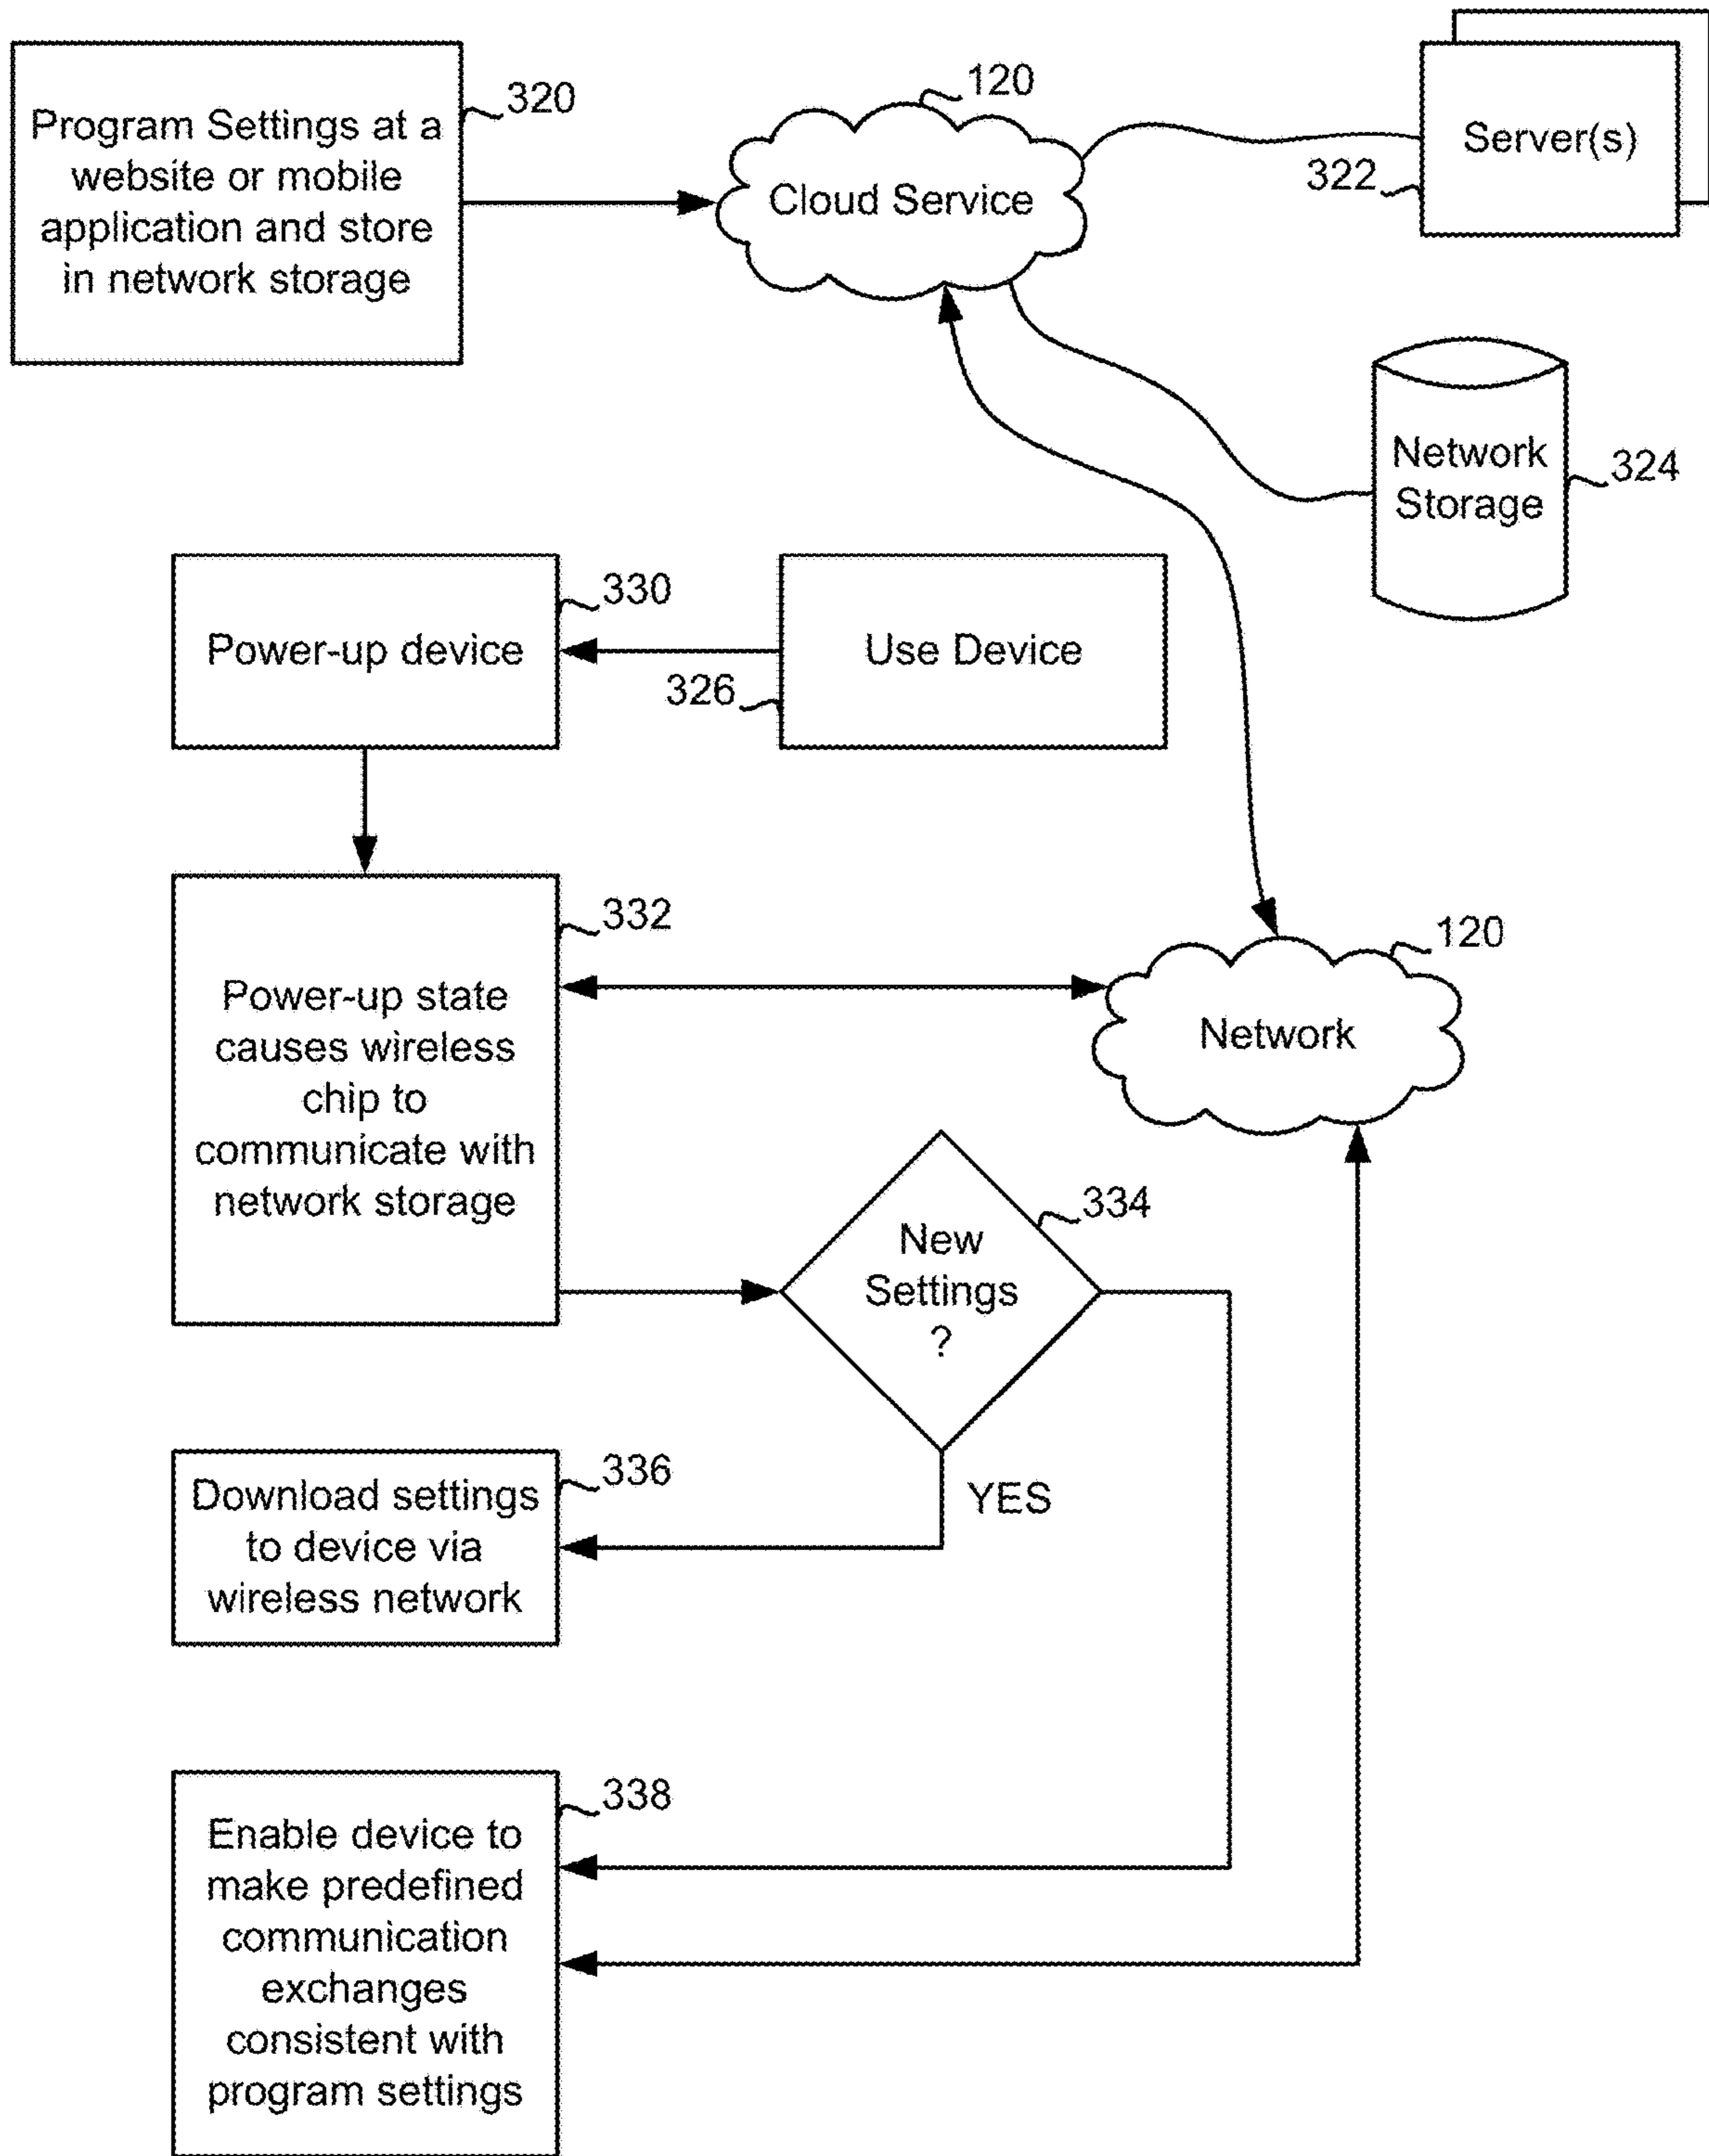 Program Settings at a
website or mobile
application and store
in network storage
320
120
Cloud Service
Server(s)
322
Network
Storage
324
Power-up device
330
Use Device
326
Power-up state
causes wireless
chip to
communicate with
network storage
332
120
Network
New
Settings
?
334
YES
Download settings
to device via
wireless network
336
Enable device to
make predefined
communication
exchanges
consistent with
program settings
338